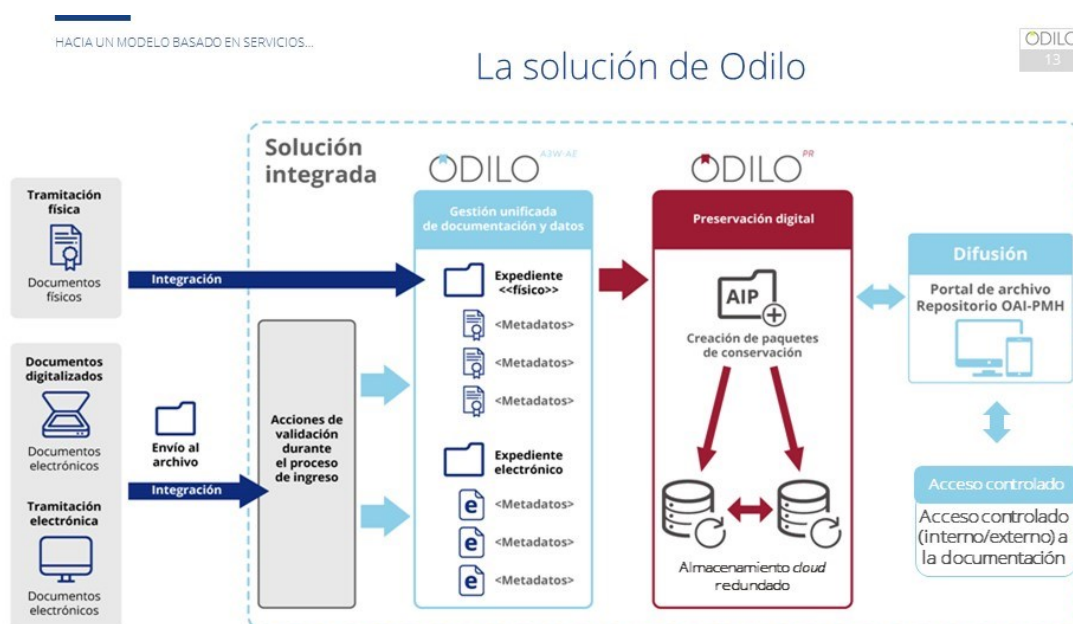 HACIA UN MODELO BASADO EN SERVICIOS...
ODILO
13
La solución de Odilo
Solución
integrada
ODILO A3W-AE
ODILO PR
Tramitación
física
Documentos
físicos
Integración
Documentos
digitalizados
Documentos
electrónicos
Tramitación
electrónica
Documentos
electrónicos
Envío al
archivo
Integración
Acciones de
validación
durante
el proceso
de ingreso
Gestión unificada
de documentación y datos
Expediente
<<físico>>
<Metadatos>
<Metadatos>
<Metadatos>
Expediente
electrónico
e <Metadatos>
e <Metadatos>
e <Metadatos>
Preservación digital
AIP
Creación de paquetes
de conservación
Almacenamiento cloud
redundado
Difusión
Portal de archivo
Repositorio OAI-PMH
Acceso controlado
Acceso controlado
(interno/externo) a
la documentación